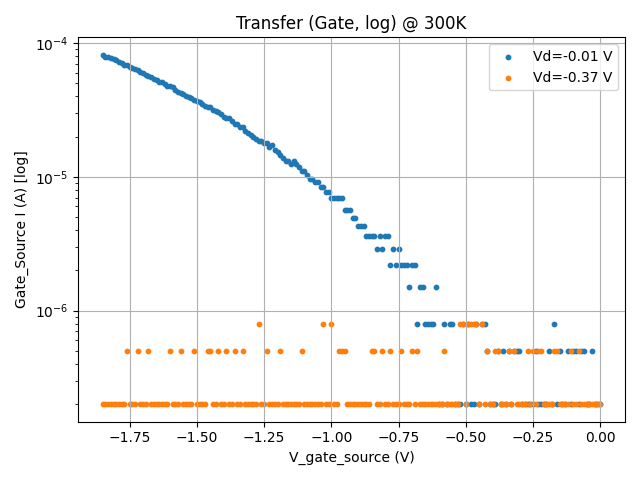 Transfer (Gate, log) @ 300K
Gate_Source I (A) [log]
10⁻⁴
10⁻⁵
10⁻⁶
Vd=-0.01 V
Vd=-0.37 V
−1.75 −1.50 −1.25 −1.00 −0.75 −0.50 −0.25 0.00
V_gate_source (V)